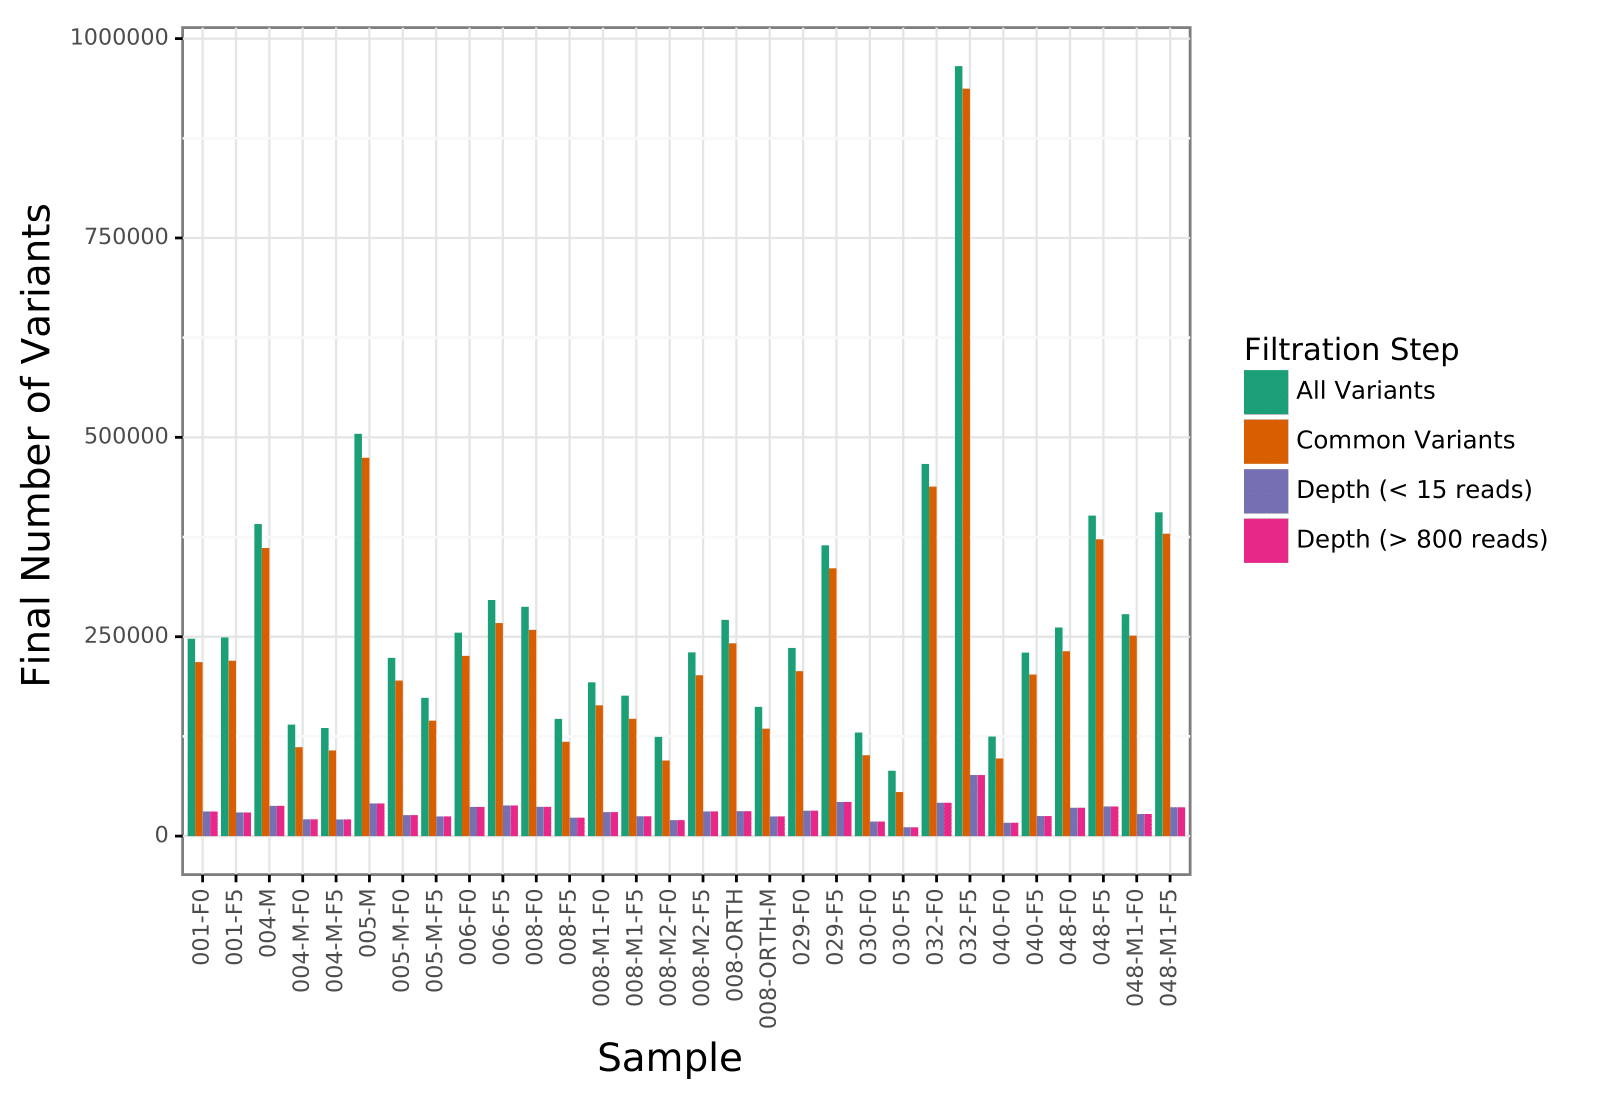 Final Number of Variants
1000000
750000
500000
250000
0
001-F0
001-F5
004-M
004-M-F0
004-M-F5
005-M
005-M-F0
005-M-F5
006-F0
006-F5
008-F0
008-F5
008-M1-F0
008-M1-F5
008-M2-F0
008-M2-F5
008-ORTH
008-ORTH-M
029-F0
029-F5
030-F0
030-F5
032-F0
032-F5
040-F0
040-F5
048-F0
048-F5
048-M1-F0
048-M1-F5
Sample
Filtration Step
All Variants
Common Variants
Depth (< 15 reads)
Depth (> 800 reads)